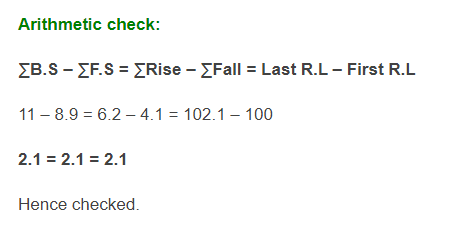 Arithmetic check:
∑B.S – ∑F.S = ∑Rise – ∑Fall = Last R.L – First R.L
11 – 8.9 = 6.2 – 4.1 = 102.1 – 100
2.1 = 2.1 = 2.1
Hence checked.